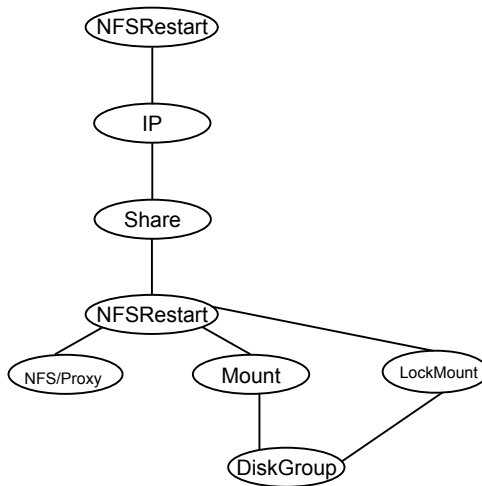 NFSRestart
IP
Share
NFSRestart
NFS/Proxy
Mount
LockMount
DiskGroup